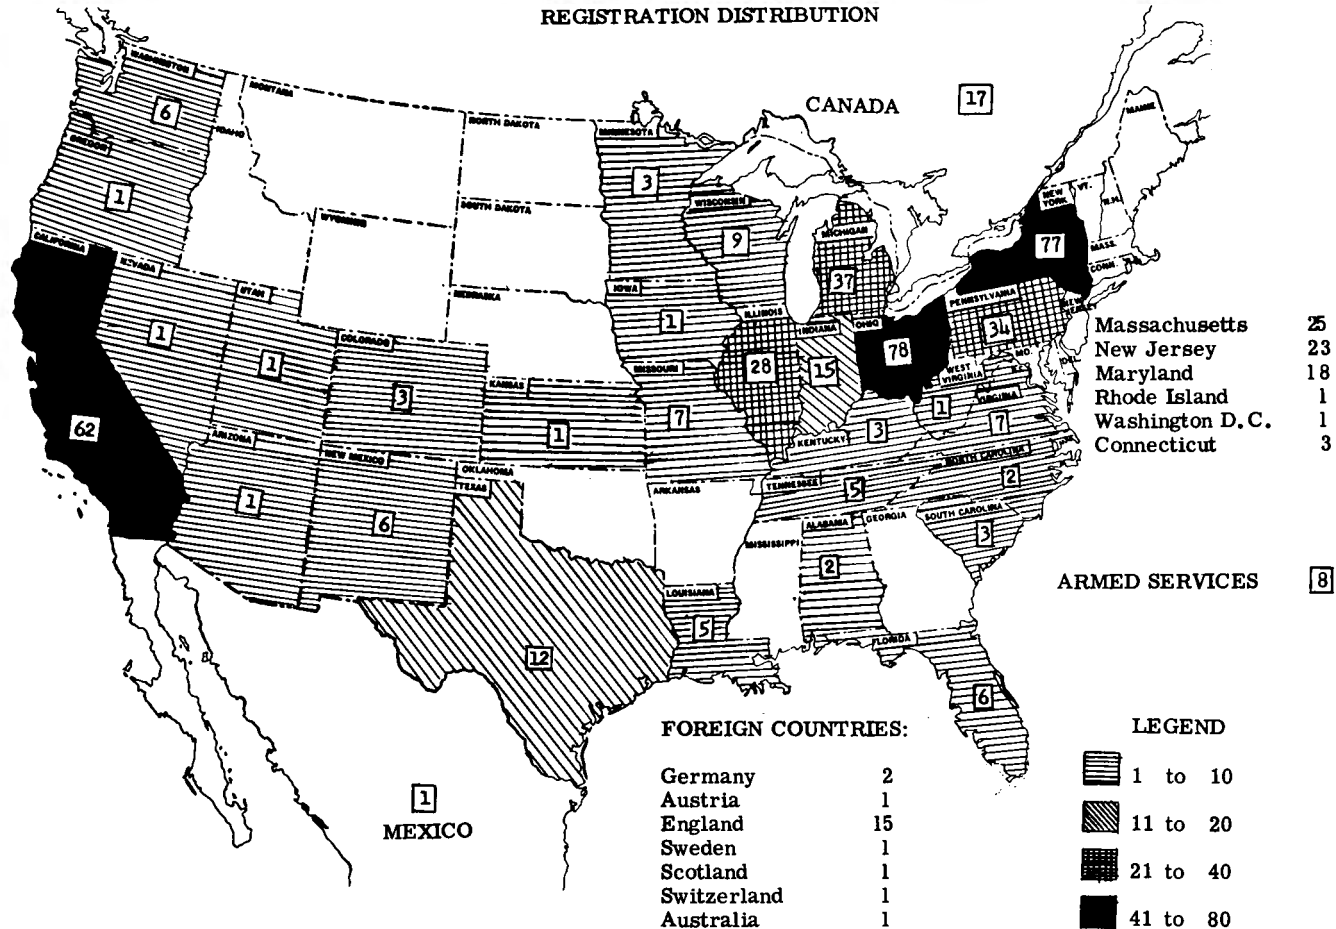 REGISTRATION DISTRIBUTION
CANADA 17
WASHINGTON
6
MONTANA
IDAHO
NORTH DAKOTA
MINNESOTA
3
MAINE
OREGON
1
WYOMING
SOUTH DAKOTA
WISCONSIN
9
MICHIGAN
37
NEW YORK
77
VT.
N.H.
MASS.
CONN.
CALIFORNIA
62
NEVADA
1
UTAH
1
NEBRASKA
IOWA
1
ILLINOIS
28
INDIANA
15
OHIO
78
PENNSYLVANIA
34
NEW JERSEY
MD.
DEL.
COLORADO
3
KANSAS
1
MISSOURI
7
KENTUCKY
3
WEST VIRGINIA
1
VIRGINIA
7
ARIZONA
1
NEW MEXICO
6
OKLAHOMA
TEXAS
12
ARKANSAS
TENNESSEE
5
NORTH CAROLINA
2
SOUTH CAROLINA
3
MISSISSIPPI
ALABAMA
2
GEORGIA
LOUISIANA
5
FLORIDA
6
Massachusetts 25
New Jersey 23
Maryland 18
Rhode Island 1
Washington D.C. 1
Connecticut 3
ARMED SERVICES 8
1
MEXICO
FOREIGN COUNTRIES:
Germany 2
Austria 1
England 15
Sweden 1
Scotland 1
Switzerland 1
Australia 1
LEGEND
1 to 10
11 to 20
21 to 40
41 to 80